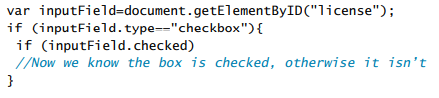 var inputField=document.getElementByID("license");
if (inputField.type=="checkbox"){
if (inputField.checked)
//Now we know the box is checked, otherwise it isn't
}